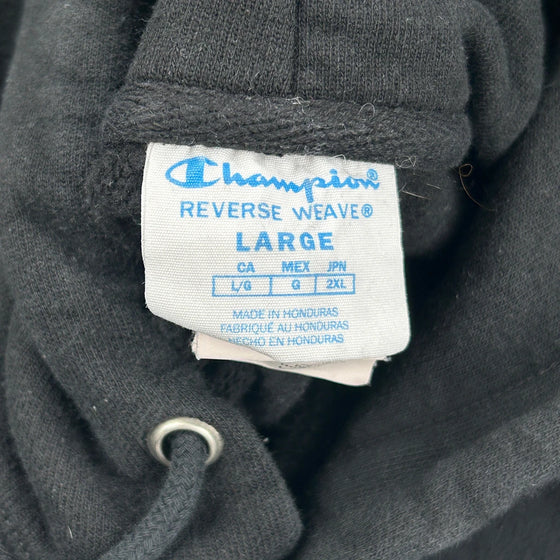 Champion®
REVERSE WEAVE®
LARGE
CA MEX JPN
L/G G 2XL
MADE IN HONDURAS
FABRIQUÉ AU HONDURAS
HECHO EN HONDURAS